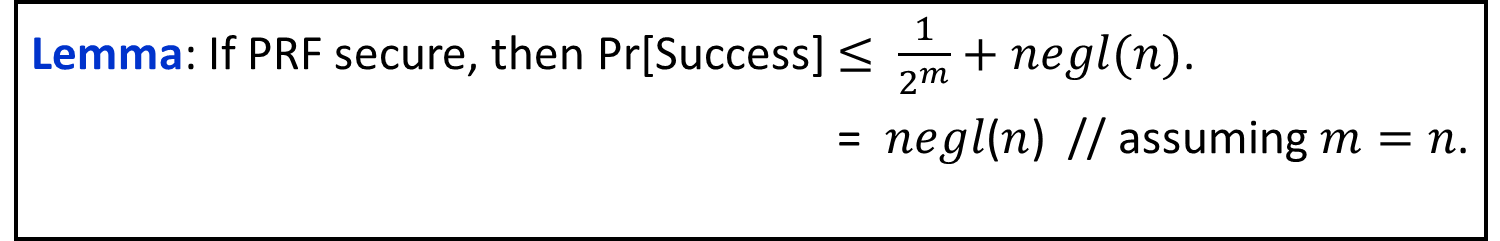 Lemma: If PRF secure, then Pr[Success] ≤ 1/2^m + negl(n).
= negl(n) // assuming m = n.